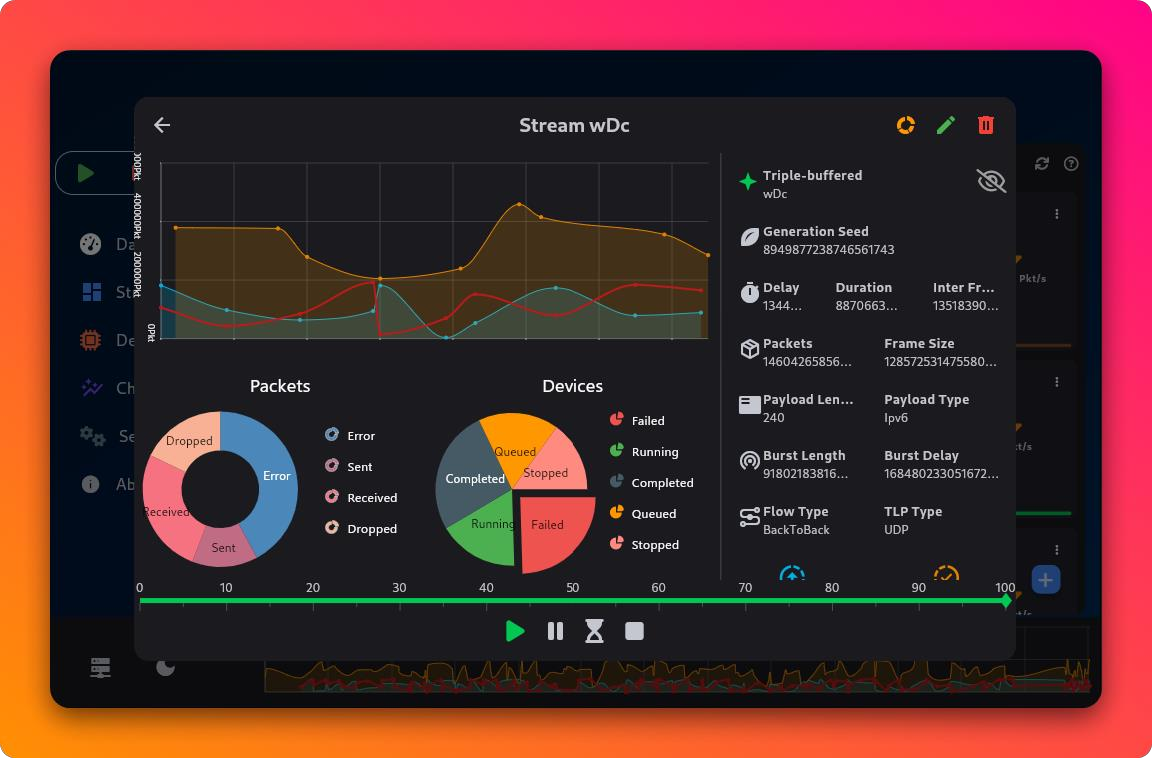 Stream wDc
000Pkt
400000Pkt
200000Pkt
0Pkt
Triple-buffered
wDc
Generation Seed
8949877238746561743
Delay Duration Inter Fr...
1344... 8870663... 13518390...
Packets Frame Size
14604265856... 128572531475580...
Payload Len... Payload Type
240 Ipv6
Burst Length Burst Delay
91802183816... 168480233051672...
Flow Type TLP Type
BackToBack UDP
Packets
Dropped
Error
Received
Sent
Error
Sent
Received
Dropped
Devices
Queued
Stopped
Completed
Running
Failed
Failed
Running
Completed
Queued
Stopped
0 10 20 30 40 50 60 70 80 90 100
Da
St
De
Ch
Se
Ab
Pkt/s
kt/s